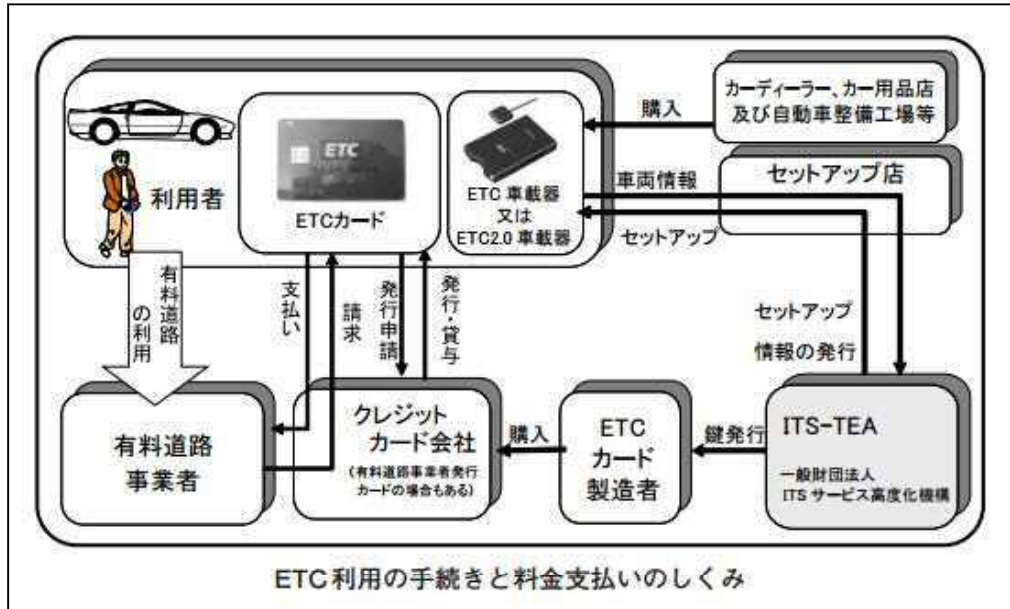 カーディーラー、カー用品店
及び自動車整備工場等
購入
セットアップ店
利用者
ETC
ETCカード
ETC 車載器
又は
ETC2.0 車載器
車両情報
セットアップ
有料道路
の利用
支払い
請求
発行申請
発行・貸与
セットアップ
情報の発行
有料道路
事業者
クレジット
カード会社
(有料道路事業者発行
カードの場合もある)
購入
ETC
カード
製造者
鍵発行
ITS-TEA
一般財団法人
ITS サービス高度化機構
ETC利用の手続きと料金支払いのしくみ